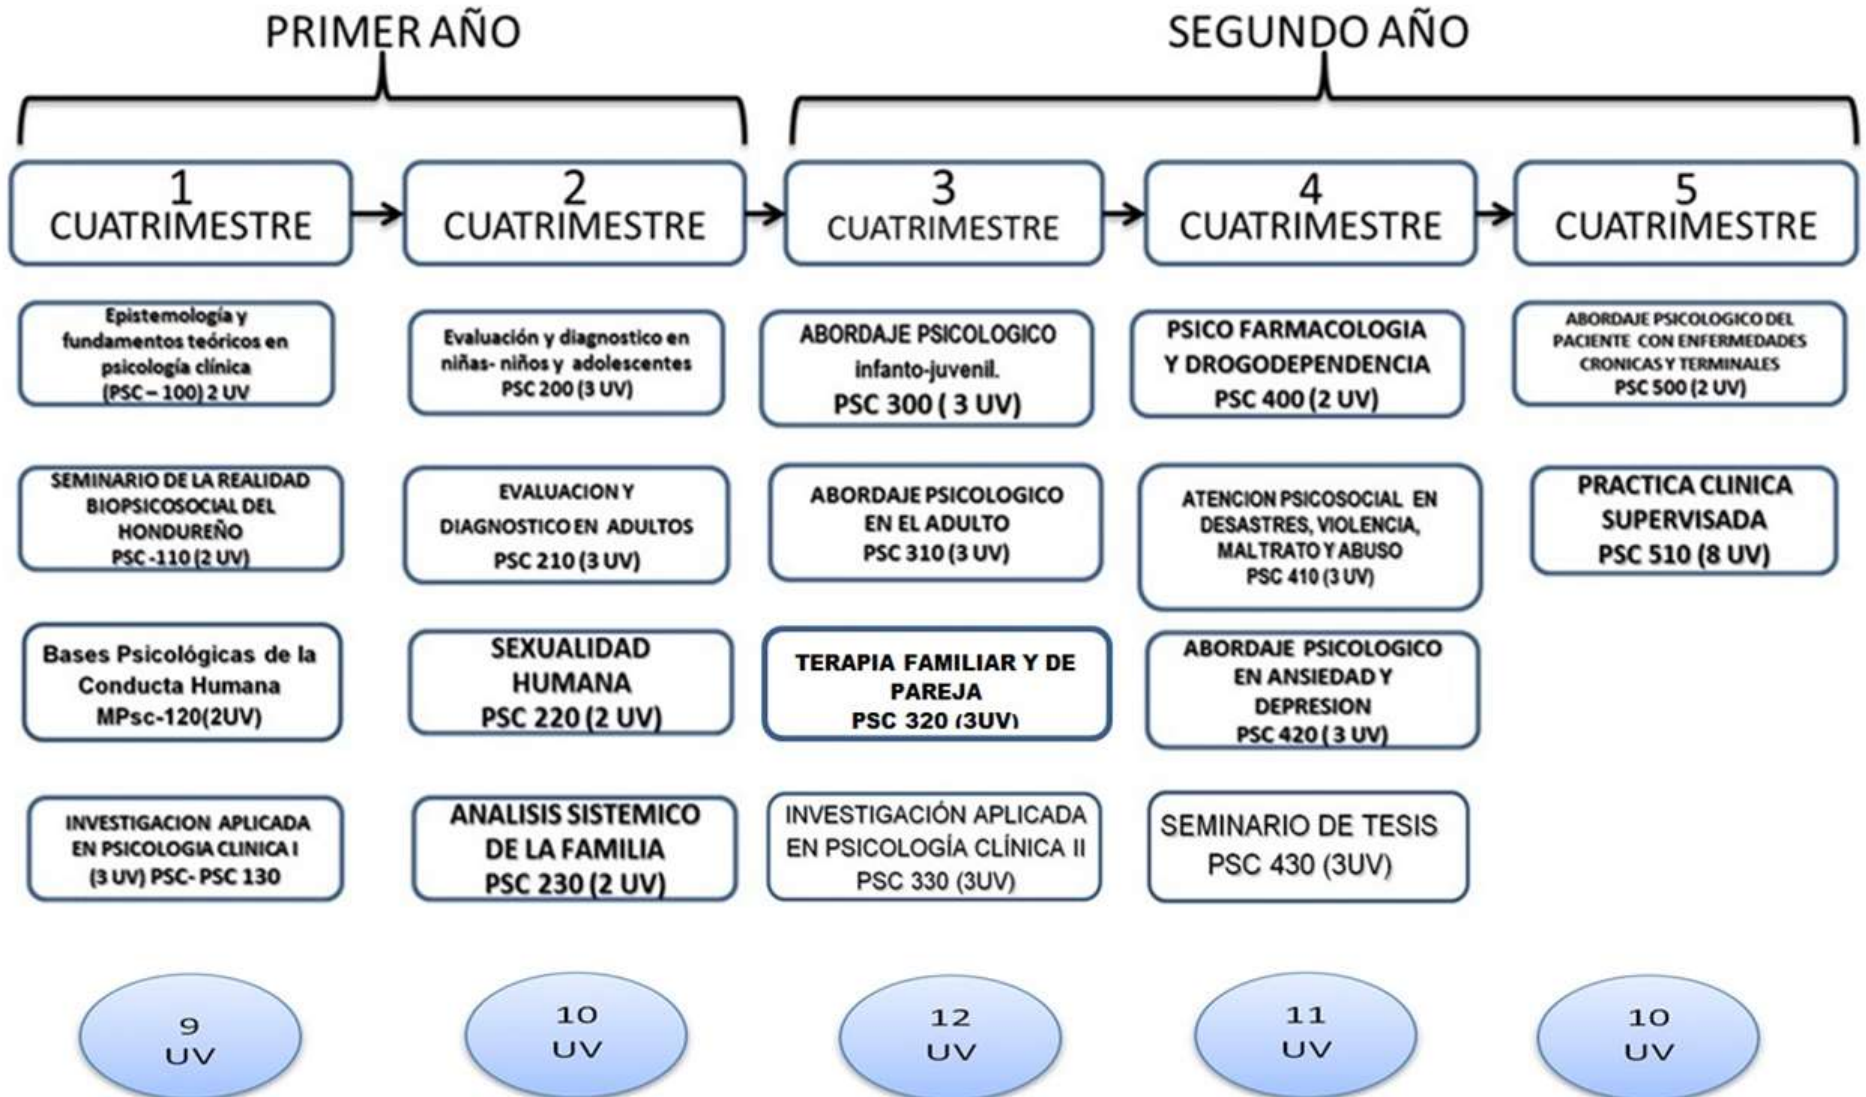 PRIMER AÑO
SEGUNDO AÑO
1
CUATRIMESTRE
2
CUATRIMESTRE
3
CUATRIMESTRE
4
CUATRIMESTRE
5
CUATRIMESTRE
Epistemología y
fundamentos teóricos en
psicología clínica
(PSC – 100) 2 UV
SEMINARIO DE LA REALIDAD
BIOPSICOSOCIAL DEL
HONDUREÑO
PSC -110 (2 UV)
Bases Psicológicas de la
Conducta Humana
MPsc-120(2UV)
INVESTIGACION APLICADA
EN PSICOLOGIA CLINICA I
(3 UV) PSC- PSC 130
Evaluación y diagnostico en
niñas- niños y adolescentes
PSC 200 (3 UV)
EVALUACION Y
DIAGNOSTICO EN ADULTOS
PSC 210 (3 UV)
SEXUALIDAD
HUMANA
PSC 220 (2 UV)
ANALISIS SISTEMICO
DE LA FAMILIA
PSC 230 (2 UV)
ABORDAJE PSICOLOGICO
infanto-juvenil.
PSC 300 ( 3 UV)
ABORDAJE PSICOLOGICO
EN EL ADULTO
PSC 310 (3 UV)
TERAPIA FAMILIAR Y DE
PAREJA
PSC 320 (3UV)
INVESTIGACIÓN APLICADA
EN PSICOLOGÍA CLÍNICA II
PSC 330 (3UV)
PSICO FARMACOLOGIA
Y DROGODEPENDENCIA
PSC 400 (2 UV)
ATENCION PSICOSOCIAL EN
DESASTRES, VIOLENCIA,
MALTRATO Y ABUSO
PSC 410 (3 UV)
ABORDAJE PSICOLOGICO
EN ANSIEDAD Y
DEPRESION
PSC 420 ( 3 UV)
SEMINARIO DE TESIS
PSC 430 (3UV)
ABORDAJE PSICOLOGICO DEL
PACIENTE CON ENFERMEDADES
CRONICAS Y TERMINALES
PSC 500 (2 UV)
PRACTICA CLINICA
SUPERVISADA
PSC 510 (8 UV)
9
UV
10
UV
12
UV
11
UV
10
UV